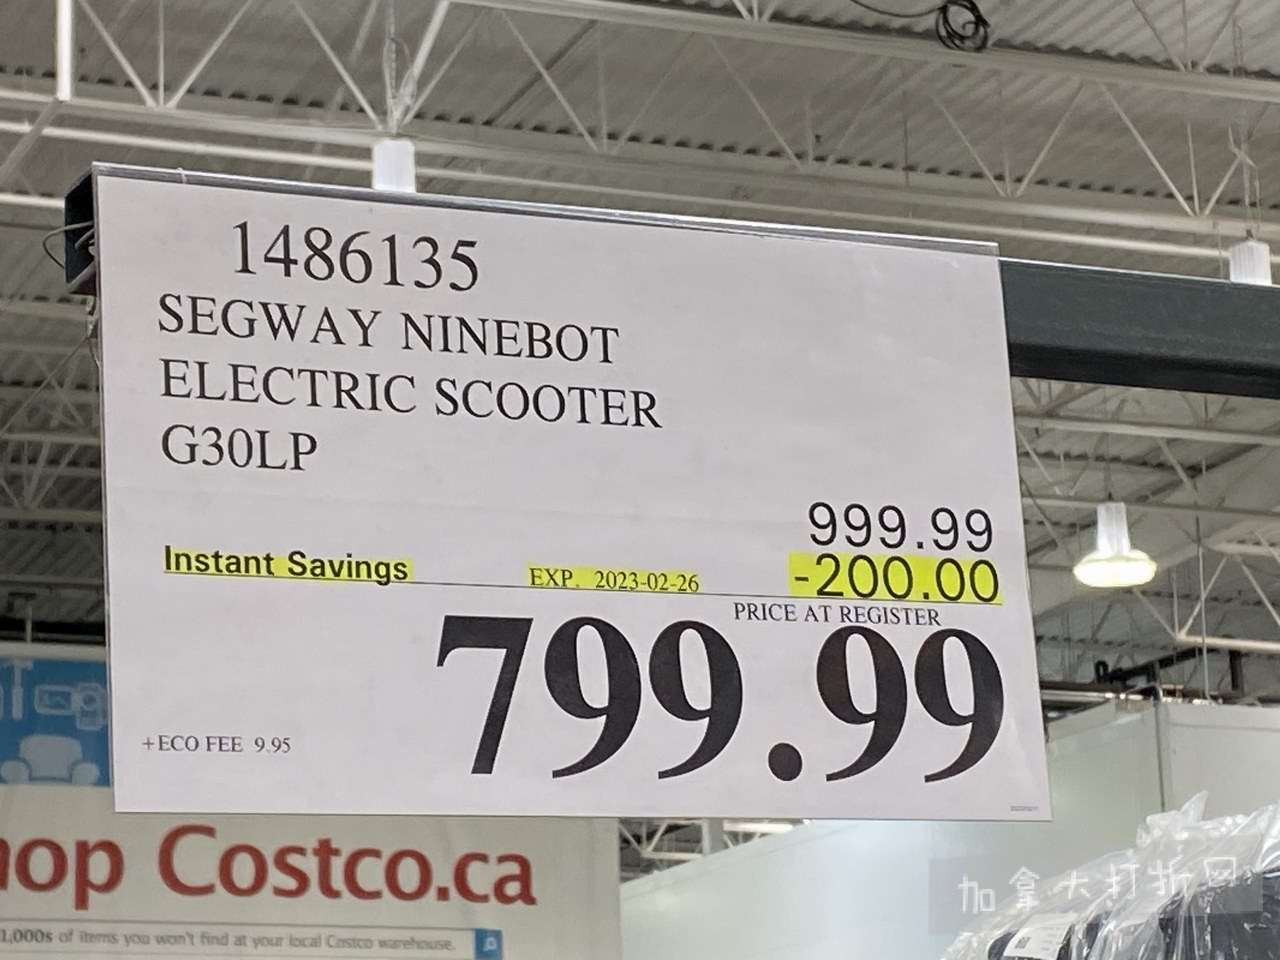 1486135
SEGWAY NINEBOT
ELECTRIC SCOOTER
G30LP
999.99
Instant Savings EXP. 2023-02-26 -200.00
PRICE AT REGISTER
799.99
+ECO FEE 9.95
hop Costco.ca
1,000s of items you won't find at your local Costco warehouse.
加拿大打折网